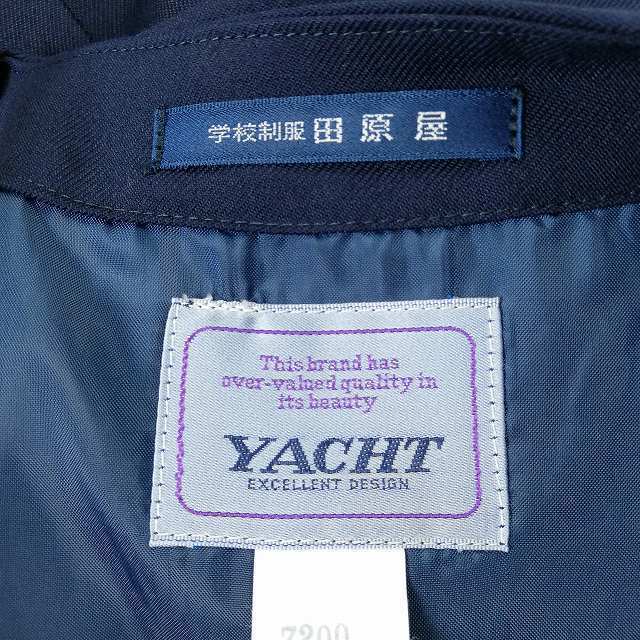 学校制服 田原屋
This brand has
over-valued quality in
its beauty
YACHT
EXCELLENT DESIGN
7200